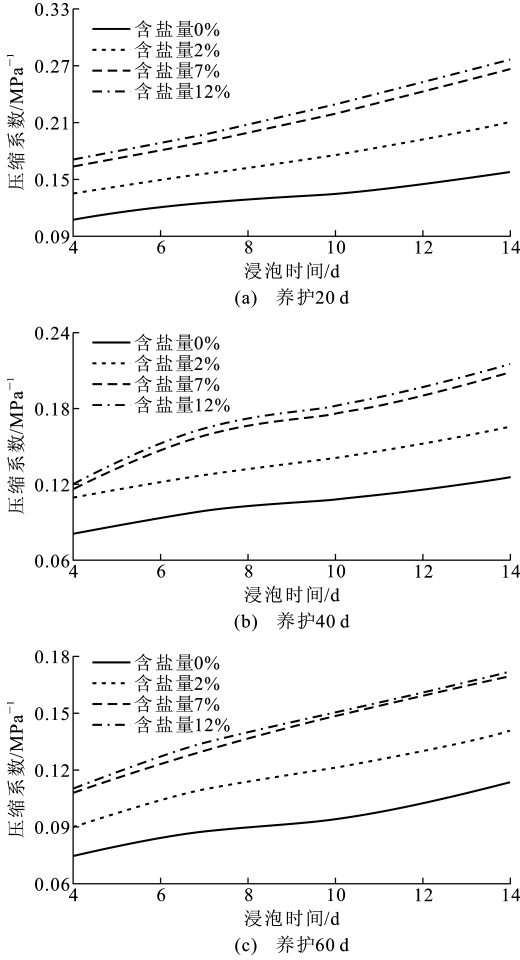 0.33
0.27
0.21
0.15
0.09
压缩系数/MPa⁻¹
含盐量0%
含盐量2%
含盐量7%
含盐量12%
4 6 8 10 12 14
浸泡时间/d
(a) 养护20 d
0.24
0.18
0.12
0.06
压缩系数/MPa⁻¹
含盐量0%
含盐量2%
含盐量7%
含盐量12%
4 6 8 10 12 14
浸泡时间/d
(b) 养护40 d
0.18
0.15
0.12
0.09
0.06
压缩系数/MPa⁻¹
含盐量0%
含盐量2%
含盐量7%
含盐量12%
4 6 8 10 12 14
浸泡时间/d
(c) 养护60 d